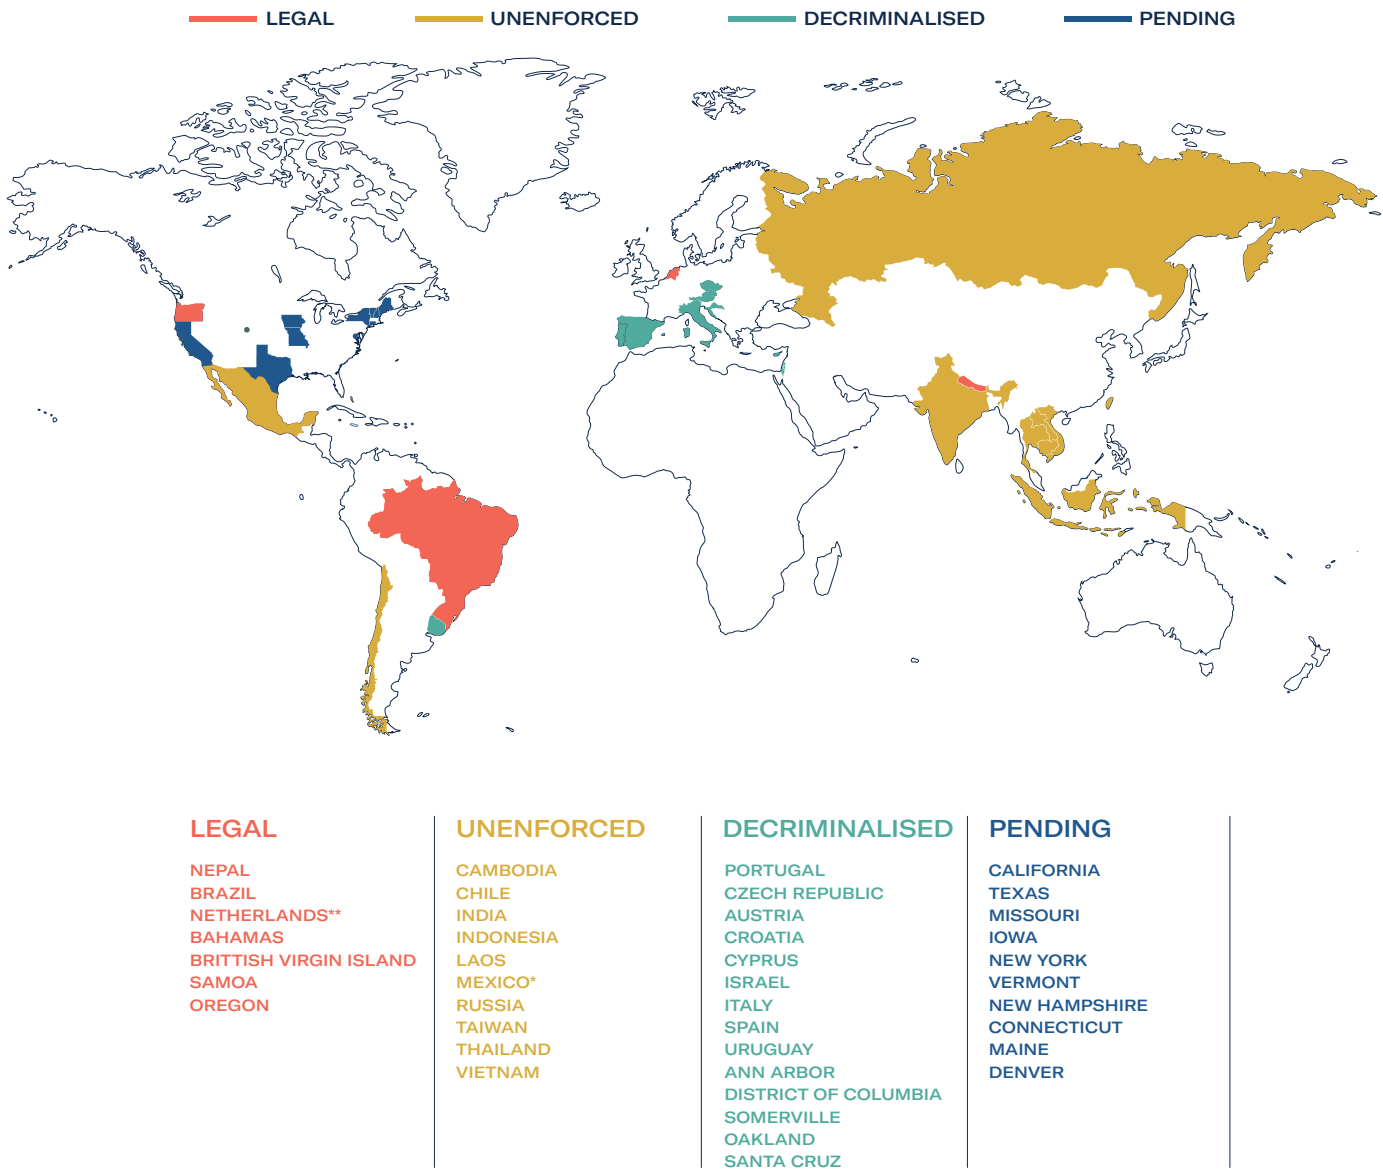 LEGAL
UNENFORCED
DECRIMINALISED
PENDING
LEGAL
NEPAL
BRAZIL
NETHERLANDS**
BAHAMAS
BRITTISH VIRGIN ISLAND
SAMOA
OREGON
UNENFORCED
CAMBODIA
CHILE
INDIA
INDONESIA
LAOS
MEXICO*
RUSSIA
TAIWAN
THAILAND
VIETNAM
DECRIMINALISED
PORTUGAL
CZECH REPUBLIC
AUSTRIA
CROATIA
CYPRUS
ISRAEL
ITALY
SPAIN
URUGUAY
ANN ARBOR
DISTRICT OF COLUMBIA
SOMERVILLE
OAKLAND
SANTA CRUZ
PENDING
CALIFORNIA
TEXAS
MISSOURI
IOWA
NEW YORK
VERMONT
NEW HAMPSHIRE
CONNECTICUT
MAINE
DENVER